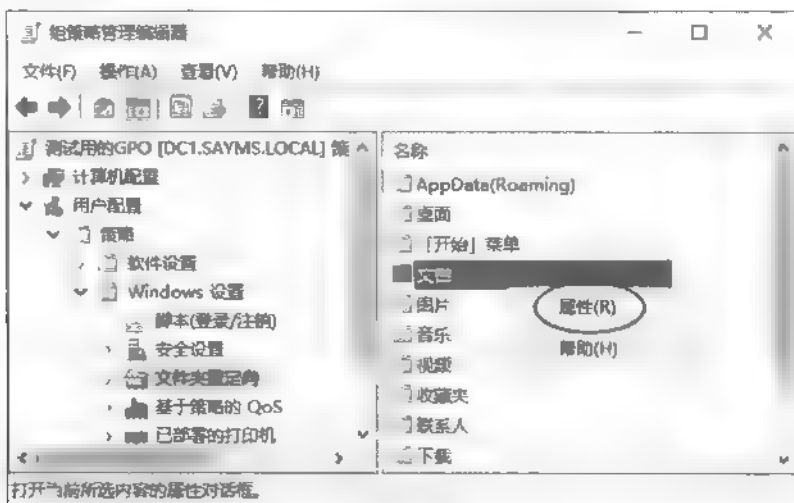 组策略管理编辑器
文件(F) 操作(A) 查看(V) 帮助(H)
测试用的GPO [DC1.SAYMS.LOCAL] 策
计算机配置
用户配置
策略
软件设置
Windows 设置
脚本(登录/注销)
安全设置
文件夹重定向
基于策略的 QoS
已部署的打印机
名称
AppData(Roaming)
桌面
「开始」菜单
文档
图片
属性(R)
音乐
帮助(H)
视频
收藏夹
联系人
下载
打开当前所选内容的属性对话框。